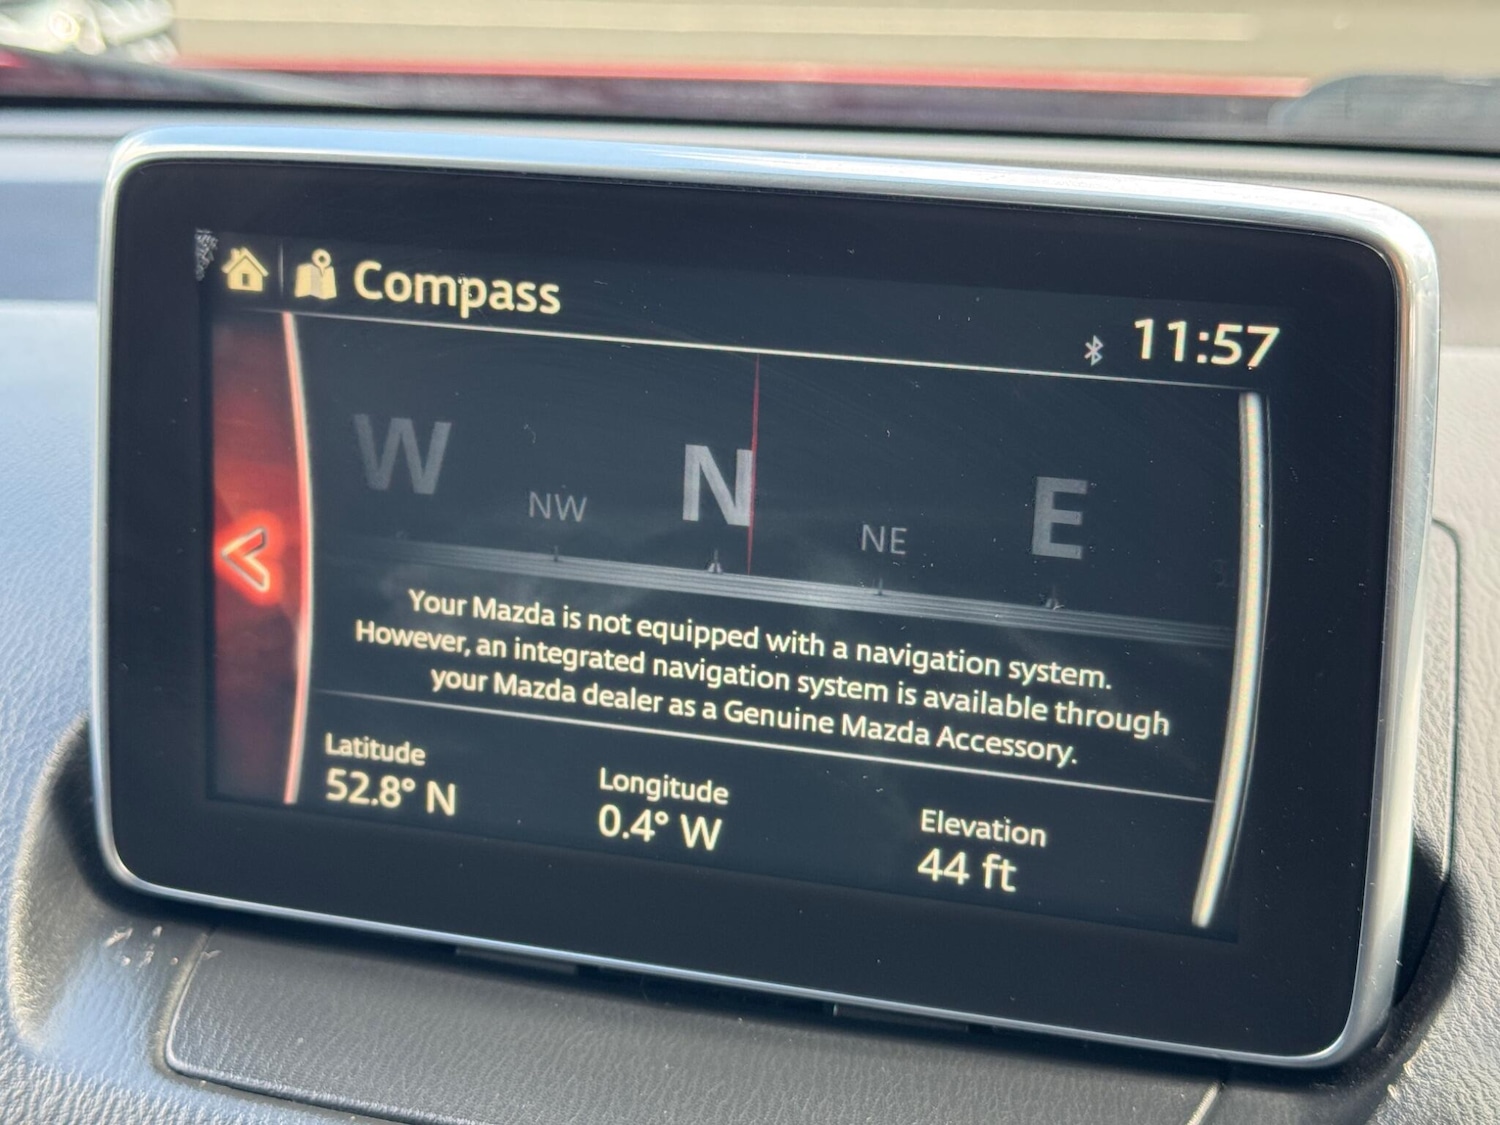 Compass
11:57
W NW N NE E
Your Mazda is not equipped with a navigation system.
However, an integrated navigation system is available through
your Mazda dealer as a Genuine Mazda Accessory.
Latitude Longitude Elevation
52.8° N 0.4° W 44 ft